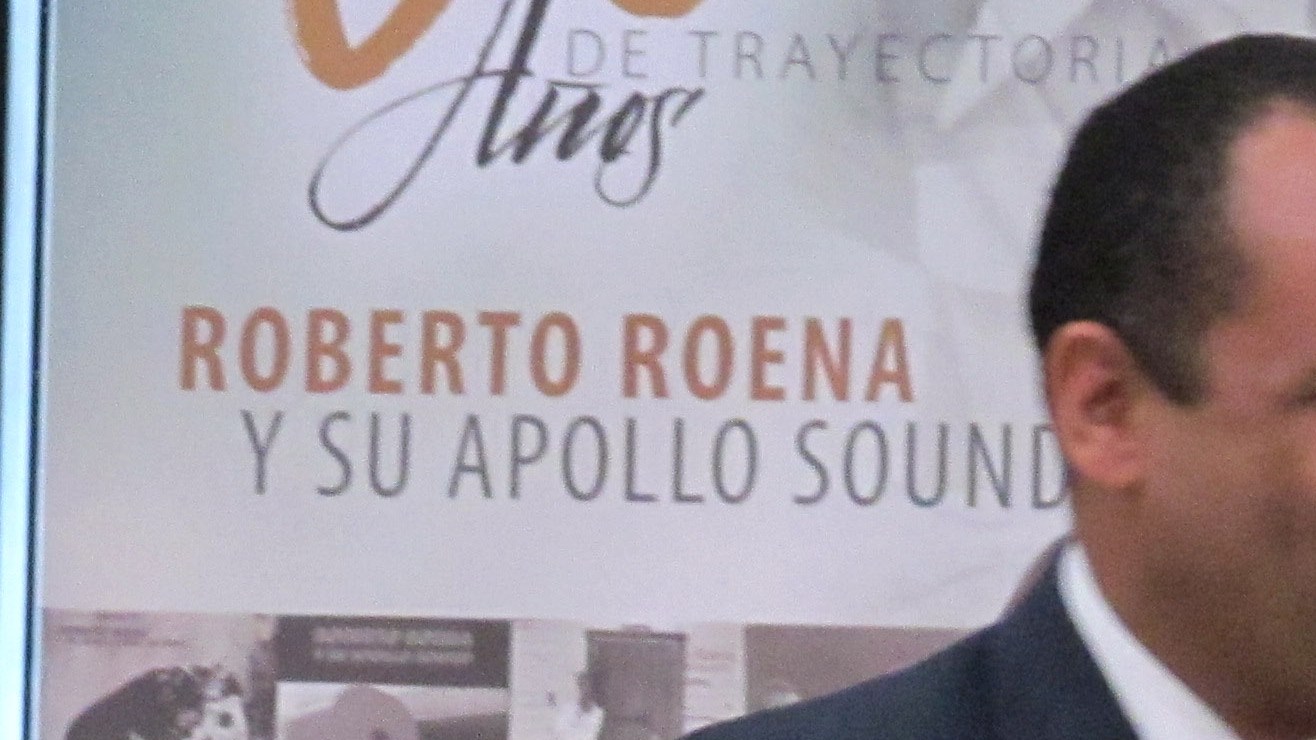 DE TRAYECTORIA
Años
ROBERTO ROENA
Y SU APOLLO SOUND